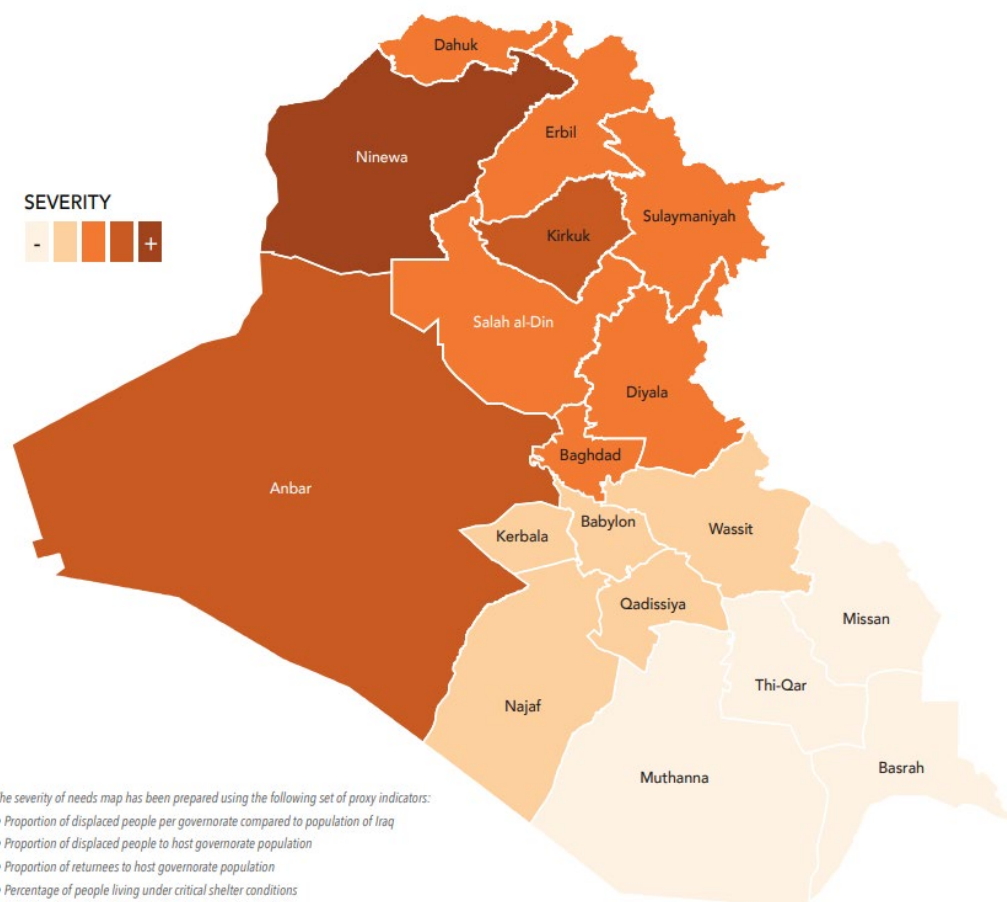 Dahuk
Erbil
Ninewa
SEVERITY
- +
Sulaymaniyah
Kirkuk
Salah al-Din
Diyala
Baghdad
Anbar
Babylon
Wassit
Kerbala
Qadissiya
Missan
Thi-Qar
Najaf
Basrah
Muthanna
he severity of needs map has been prepared using the following set of proxy indicators:
Proportion of displaced people per governorate compared to population of Iraq
Proportion of displaced people to host governorate population
Proportion of returnees to host governorate population
Percentage of people living under critical shelter conditions